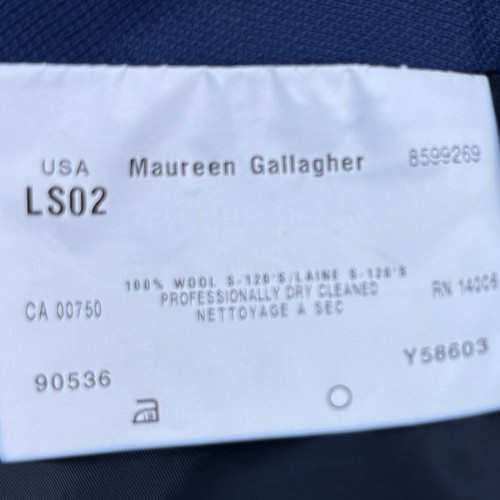 USA Maureen Gallagher 8599269
LS02
100% WOOL S-120'S/LAINE S-120'S
CA 00750 PROFESSIONALLY DRY CLEANED RN
NETTOYAGE A SEC
90536 Y58603